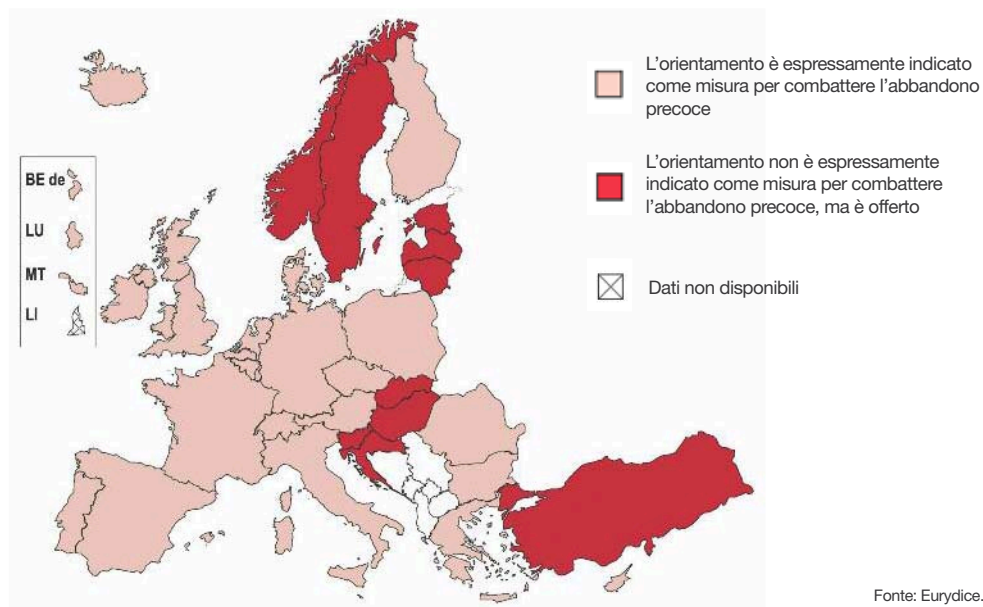 L'orientamento è espressamente indicato
come misura per combattere l'abbandono
precoce
L'orientamento non è espressamente
indicato come misura per combattere
l'abbandono precoce, ma è offerto
Dati non disponibili
BE de
LU
MT
LI
Fonte: Eurydice.